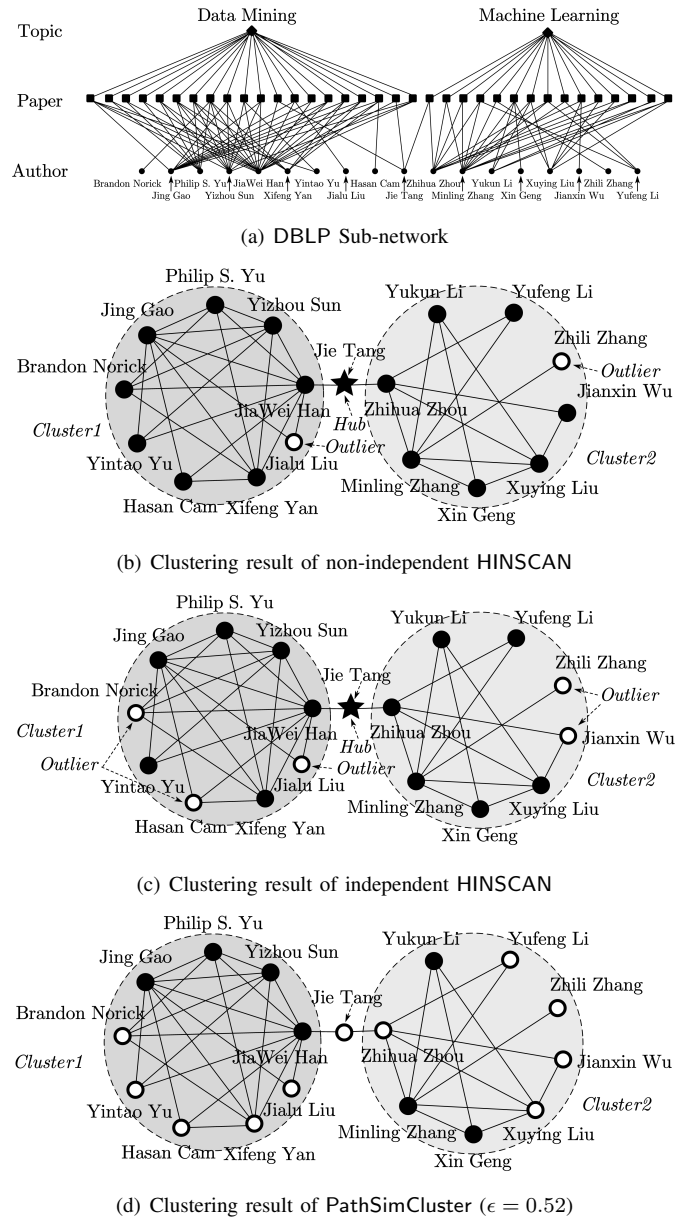 Data Mining
Machine Learning
Topic
Paper
Author
Brandon Norick Philip S. Yu JiaWei Han Yintao Yu Hasan Cam Zhihua Zhou Yukun Li Xuying Liu Zhili Zhang
Jing Gao Yizhou Sun Xifeng Yan Jialu Liu Jie Tang Minling Zhang Xin Geng Jianxin Wu Yufeng Li
(a) DBLP Sub-network
Philip S. Yu
Jing Gao
Yizhou Sun
Yukun Li
Yufeng Li
Jie Tang
Zhili Zhang
Brandon Norick
Outlier
Jianxin Wu
JiaWei Han
Zhihua Zhou
Hub
Cluster1
Outlier
Yintao Yu
Jialu Liu
Cluster2
Minling Zhang
Xuying Liu
Hasan Cam
Xifeng Yan
Xin Geng
(b) Clustering result of non-independent HINSCAN
Philip S. Yu
Jing Gao
Yizhou Sun
Yukun Li
Yufeng Li
Jie Tang
Zhili Zhang
Brandon Norick
Outlier
Cluster1
JiaWei Han
Zhihua Zhou
Jianxin Wu
Hub
Outlier
Outlier
Yintao Yu
Jialu Liu
Cluster2
Minling Zhang
Xuying Liu
Hasan Cam
Xifeng Yan
Xin Geng
(c) Clustering result of independent HINSCAN
Philip S. Yu
Jing Gao
Yizhou Sun
Yukun Li
Yufeng Li
Jie Tang
Zhili Zhang
Brandon Norick
JiaWei Han
Zhihua Zhou
Jianxin Wu
Cluster1
Yintao Yu
Jialu Liu
Cluster2
Minling Zhang
Xuying Liu
Hasan Cam
Xifeng Yan
Xin Geng
(d) Clustering result of PathSimCluster (ϵ = 0.52)